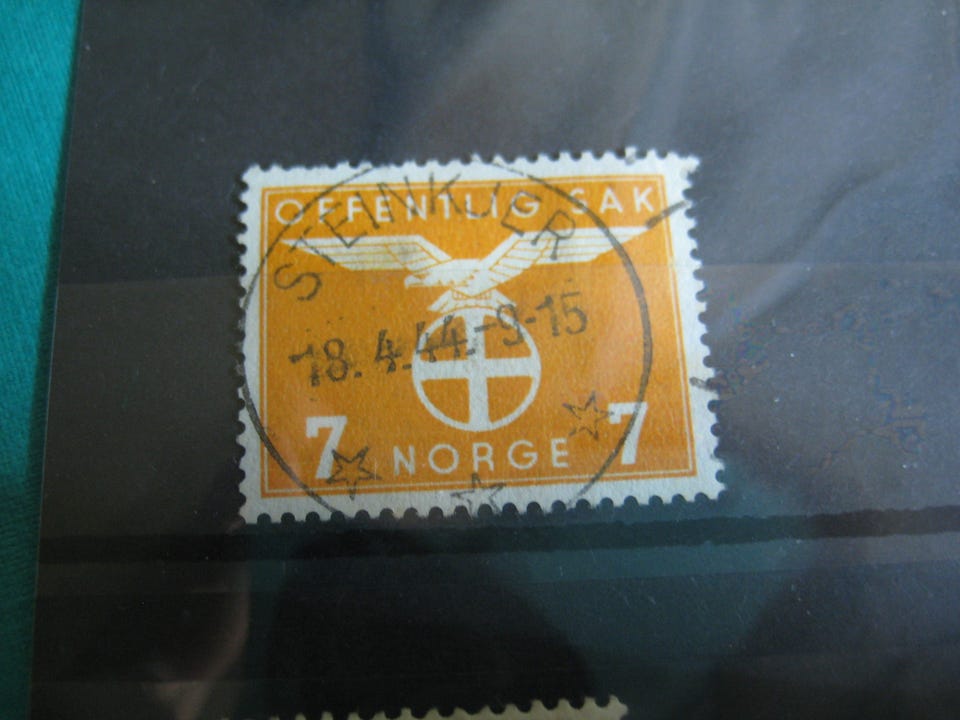 OFFENTLIG SAK
STEINKJER
18.4.44.-9-15
7 NORGE 7